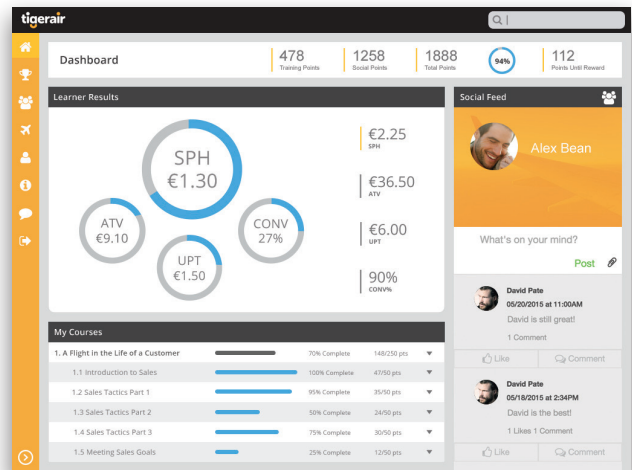 tigerair
Dashboard
478
Training Points
1258
Social Points
1888
Total Points
94%
112
Points Until Reward
Learner Results
SPH
€1.30
ATV
€9.10
UPT
€1.50
CONV
27%
€2.25
SPH
€36.50
ATV
€6.00
UPT
90%
CONV%
Social Feed
Alex Bean
What's on your mind?
Post
David Pate
05/20/2015 at 11:00AM
David is still great!
1 Comment
Like Comment
David Pate
05/18/2015 at 2:34PM
David is the best!
1 Likes 1 Comment
Like Comment
My Courses
1. A Flight in the Life of a Customer 70% Complete 148/250 pts
1.1 Introduction to Sales 100% Complete 47/50 pts
1.2 Sales Tactics Part 1 95% Complete 35/50 pts
1.3 Sales Tactics Part 2 50% Complete 24/50 pts
1.4 Sales Tactics Part 3 75% Complete 30/50 pts
1.5 Meeting Sales Goals 25% Complete 12/50 pts